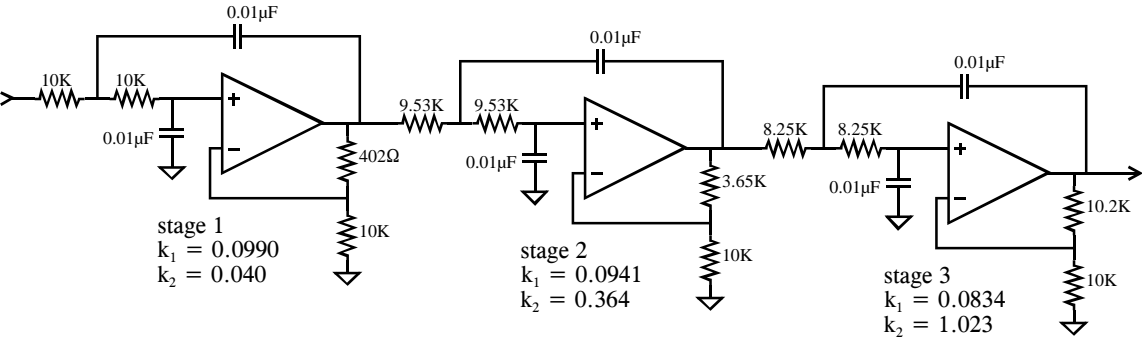 0.01µF
10K
10K
0.01µF
+
−
402Ω
10K
stage 1
k₁ = 0.0990
k₂ = 0.040
0.01µF
9.53K
9.53K
0.01µF
+
−
3.65K
10K
stage 2
k₁ = 0.0941
k₂ = 0.364
0.01µF
8.25K
8.25K
0.01µF
+
−
10.2K
10K
stage 3
k₁ = 0.0834
k₂ = 1.023